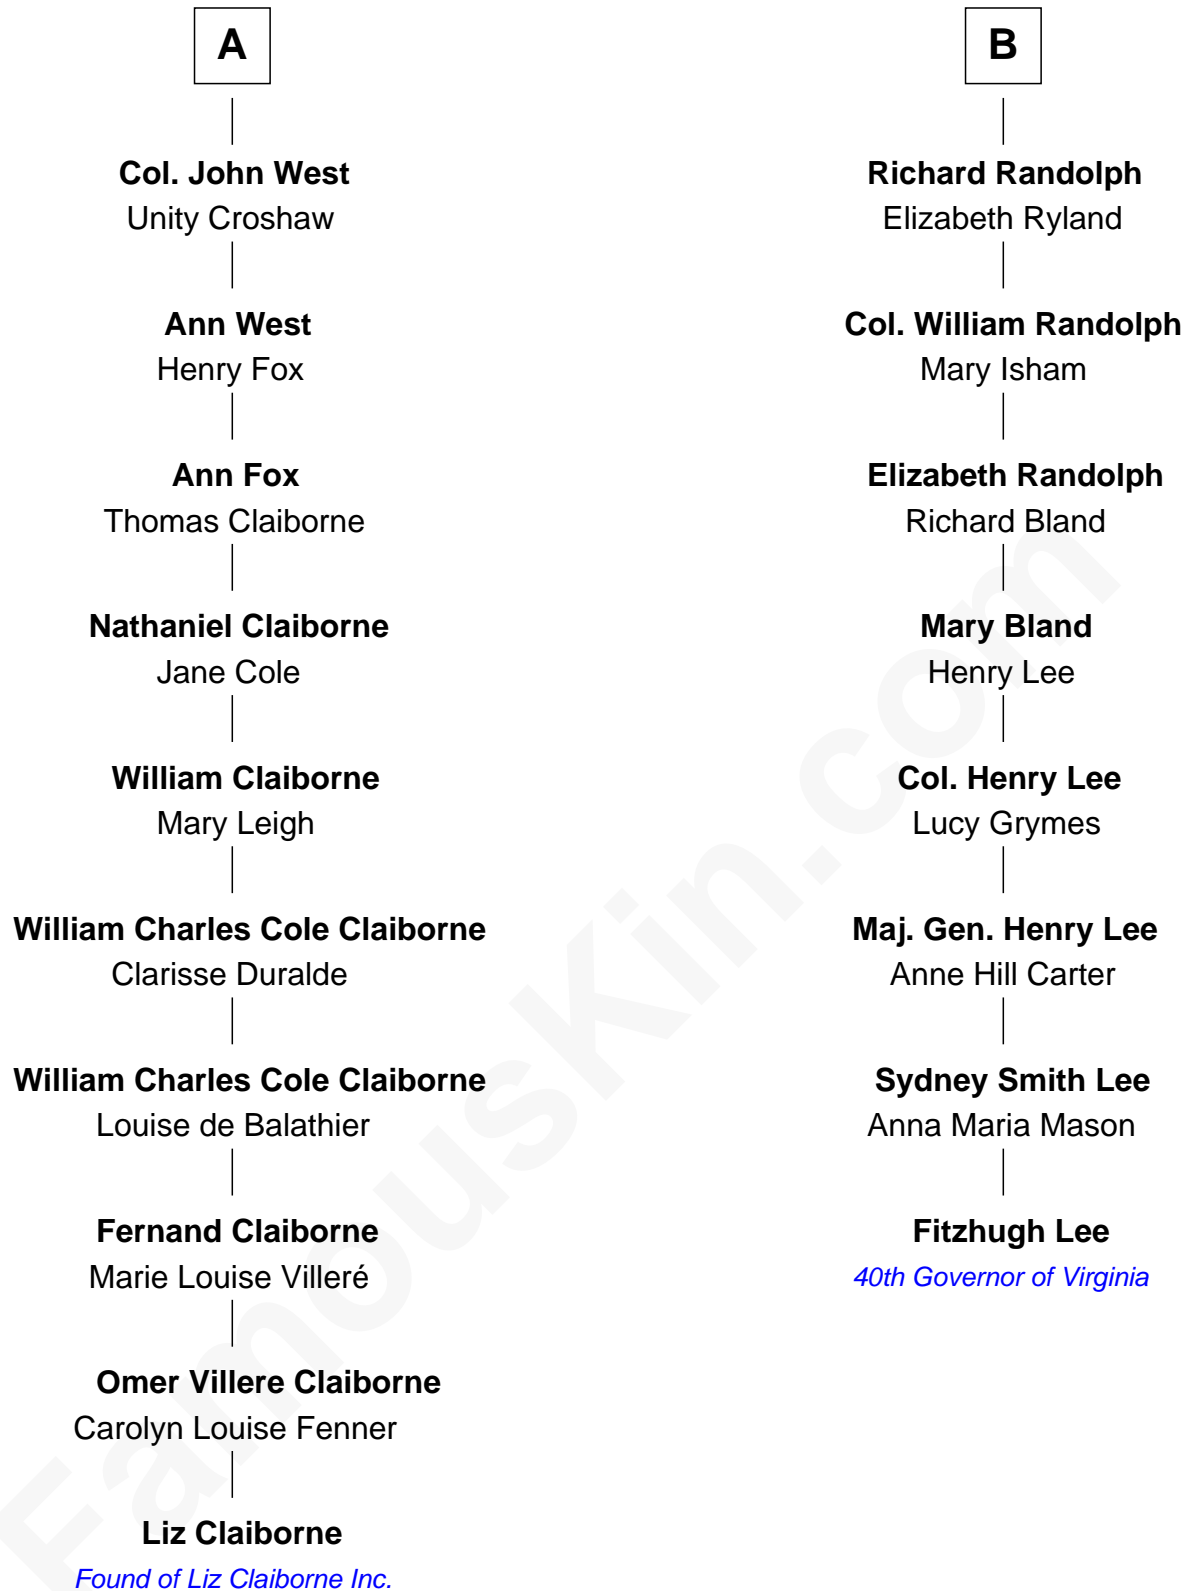 A
Col. John West
Unity Croshaw
Ann West
Henry Fox
Ann Fox
Thomas Claiborne
Nathaniel Claiborne
Jane Cole
William Claiborne
Mary Leigh
William Charles Cole Claiborne
Clarisse Duralde
William Charles Cole Claiborne
Louise de Balathier
Fernand Claiborne
Marie Louise Villeré
Omer Villere Claiborne
Carolyn Louise Fenner
Liz Claiborne
Found of Liz Claiborne Inc.
B
Richard Randolph
Elizabeth Ryland
Col. William Randolph
Mary Isham
Elizabeth Randolph
Richard Bland
Mary Bland
Henry Lee
Col. Henry Lee
Lucy Grymes
Maj. Gen. Henry Lee
Anne Hill Carter
Sydney Smith Lee
Anna Maria Mason
Fitzhugh Lee
40th Governor of Virginia
FamousKin.com